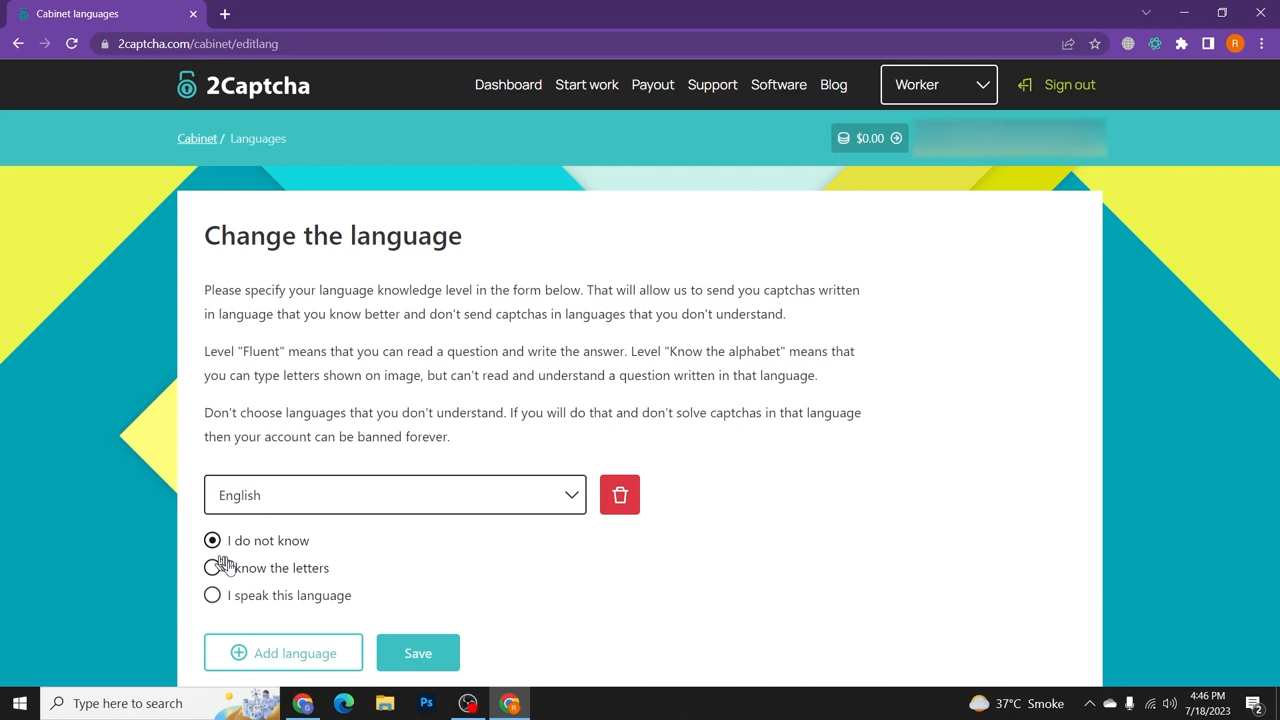 Cabinet languages
2captcha.com/cabinet/editlang
R
2Captcha
Dashboard Start work Payout Support Software Blog Worker Sign out
Cabinet / Languages $0.00
Change the language
Please specify your language knowledge level in the form below. That will allow us to send you captchas written
in language that you know better and don't send captchas in languages that you don't understand.
Level "Fluent" means that you can read a question and write the answer. Level "Know the alphabet" means that
you can type letters shown on image, but can't read and understand a question written in that language.
Don't choose languages that you don't understand. If you will do that and don't solve captchas in that language
then your account can be banned forever.
English
I do not know
know the letters
I speak this language
Add language Save
Type here to search Ps 37°C Smoke 4:46 PM
7/18/2023 2